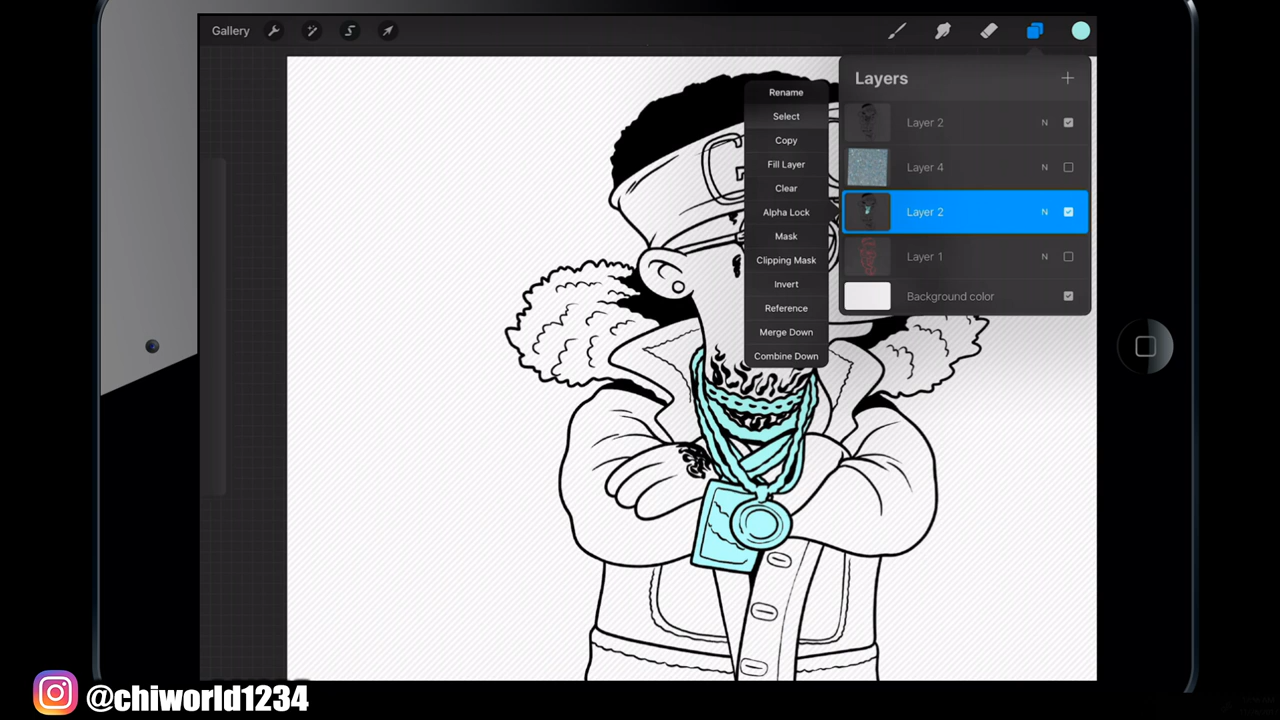 Gallery
Layers
Rename
Select
Copy
Fill Layer
Clear
Alpha Lock
Mask
Clipping Mask
Invert
Reference
Merge Down
Combine Down
Layer 2 N
Layer 4 N
Layer 2 N
Layer 1 N
Background color
@chiworld1234